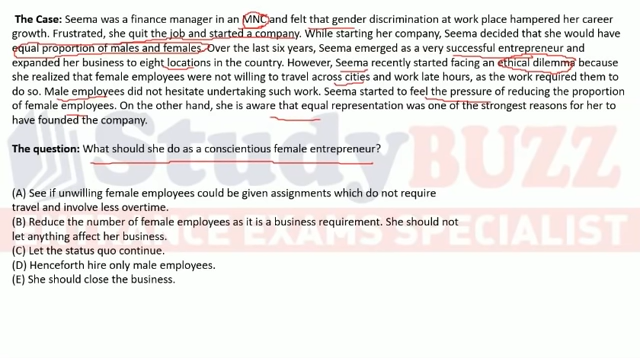 The Case: Seema was a finance manager in an MNC and felt that gender discrimination at work place hampered her career
growth. Frustrated, she quit the job and started a company. While starting her company, Seema decided that she would have
equal proportion of males and females. Over the last six years, Seema emerged as a very successful entrepreneur and
expanded her business to eight locations in the country. However, Seema recently started facing an ethical dilemma because
she realized that female employees were not willing to travel across cities and work late hours, as the work required them to
do so. Male employees did not hesitate undertaking such work. Seema started to feel the pressure of reducing the proportion
of female employees. On the other hand, she is aware that equal representation was one of the strongest reasons for her to
have founded the company.
The question: What should she do as a conscientious female entrepreneur?
(A) See if unwilling female employees could be given assignments which do not require
travel and involve less overtime.
(B) Reduce the number of female employees as it is a business requirement. She should not
let anything affect her business.
(C) Let the status quo continue.
(D) Henceforth hire only male employees.
(E) She should close the business.
StudyBUZZ
EXAMS SPECIALIST